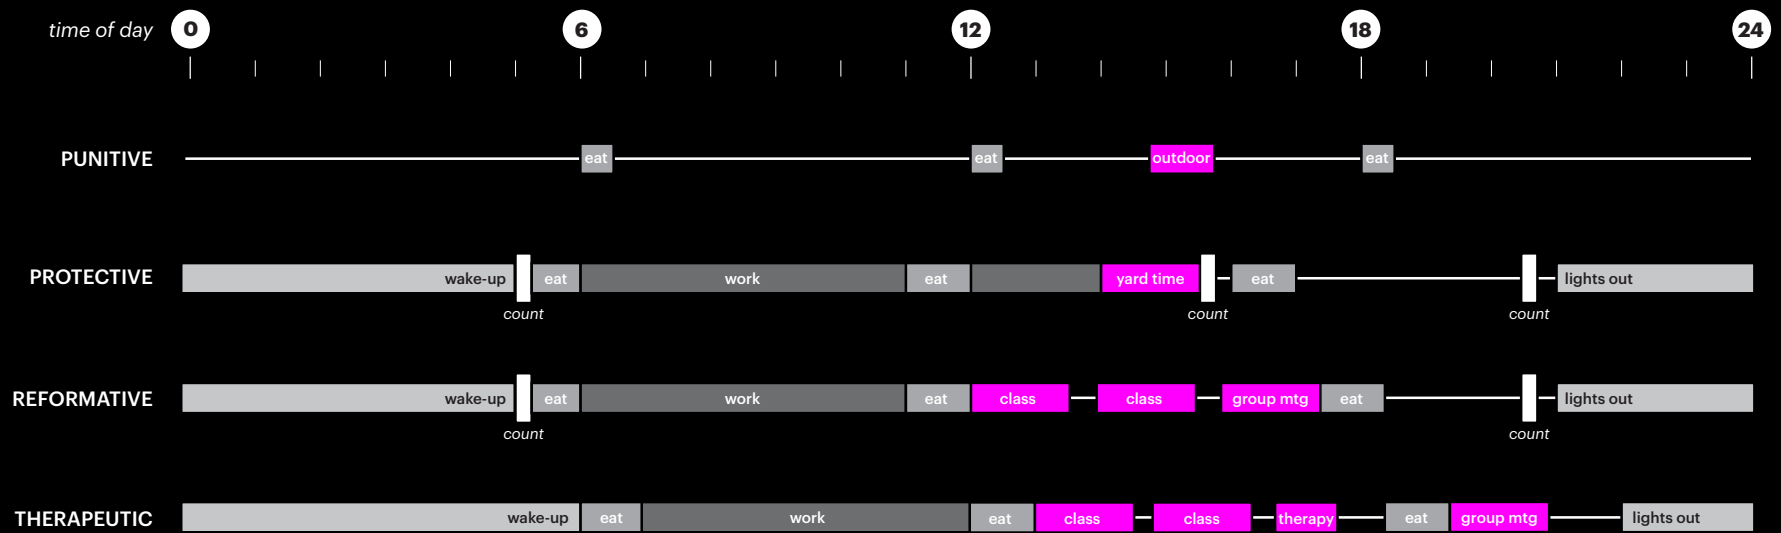 time of day 0 6 12 18 24
PUNITIVE eat eat outdoor eat
PROTECTIVE wake-up eat work eat yard time eat lights out
count count count
REFORMATIVE wake-up eat work eat class class group mtg eat lights out
count count
THERAPEUTIC wake-up eat work eat class class therapy eat group mtg lights out